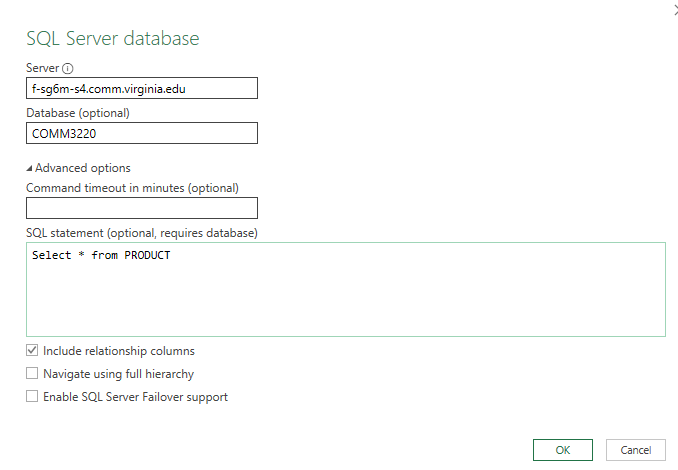 SQL Server database
Server
f-sg6m-s4.comm.virginia.edu
Database (optional)
COMM3220
Advanced options
Command timeout in minutes (optional)
SQL statement (optional, requires database)
Select * from PRODUCT
Include relationship columns
Navigate using full hierarchy
Enable SQL Server Failover support
OK Cancel